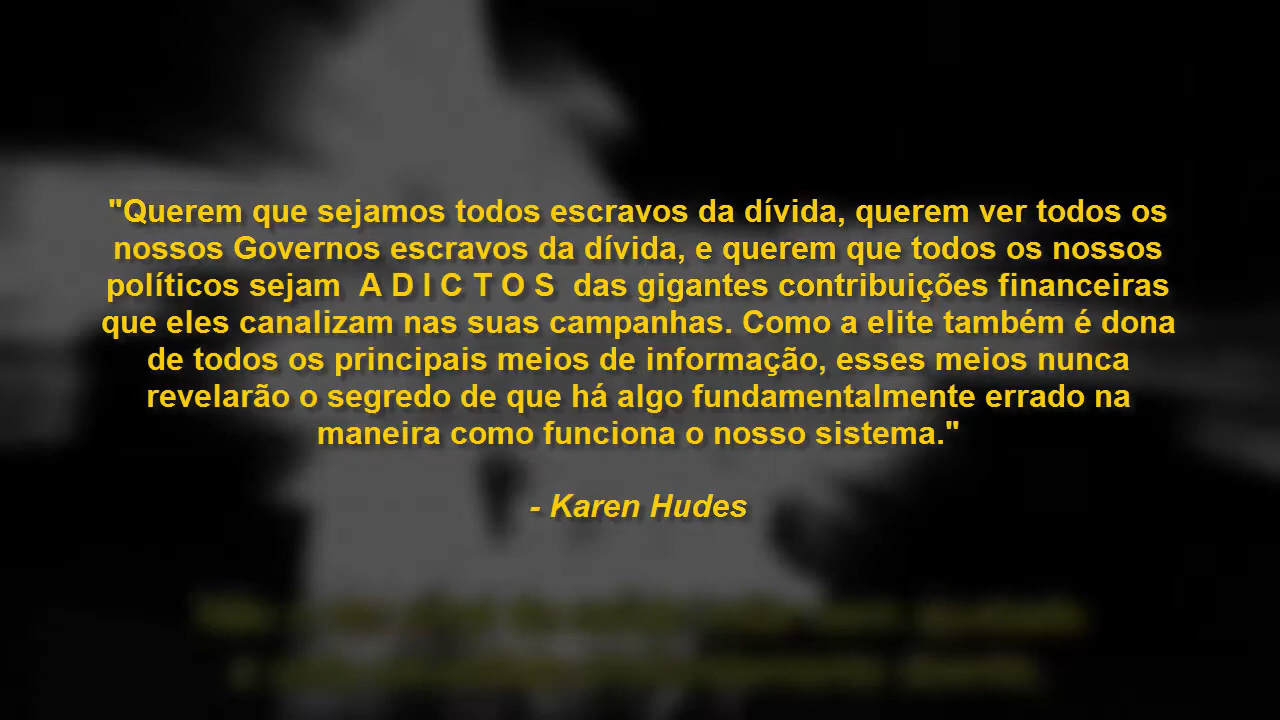 "Querem que sejamos todos escravos da dívida, querem ver todos os
nossos Governos escravos da dívida, e querem que todos os nossos
políticos sejam A D I C T O S das gigantes contribuições financeiras
que eles canalizam nas suas campanhas. Como a elite também é dona
de todos os principais meios de informação, esses meios nunca
revelarão o segredo de que há algo fundamentalmente errado na
maneira como funciona o nosso sistema."
- Karen Hudes